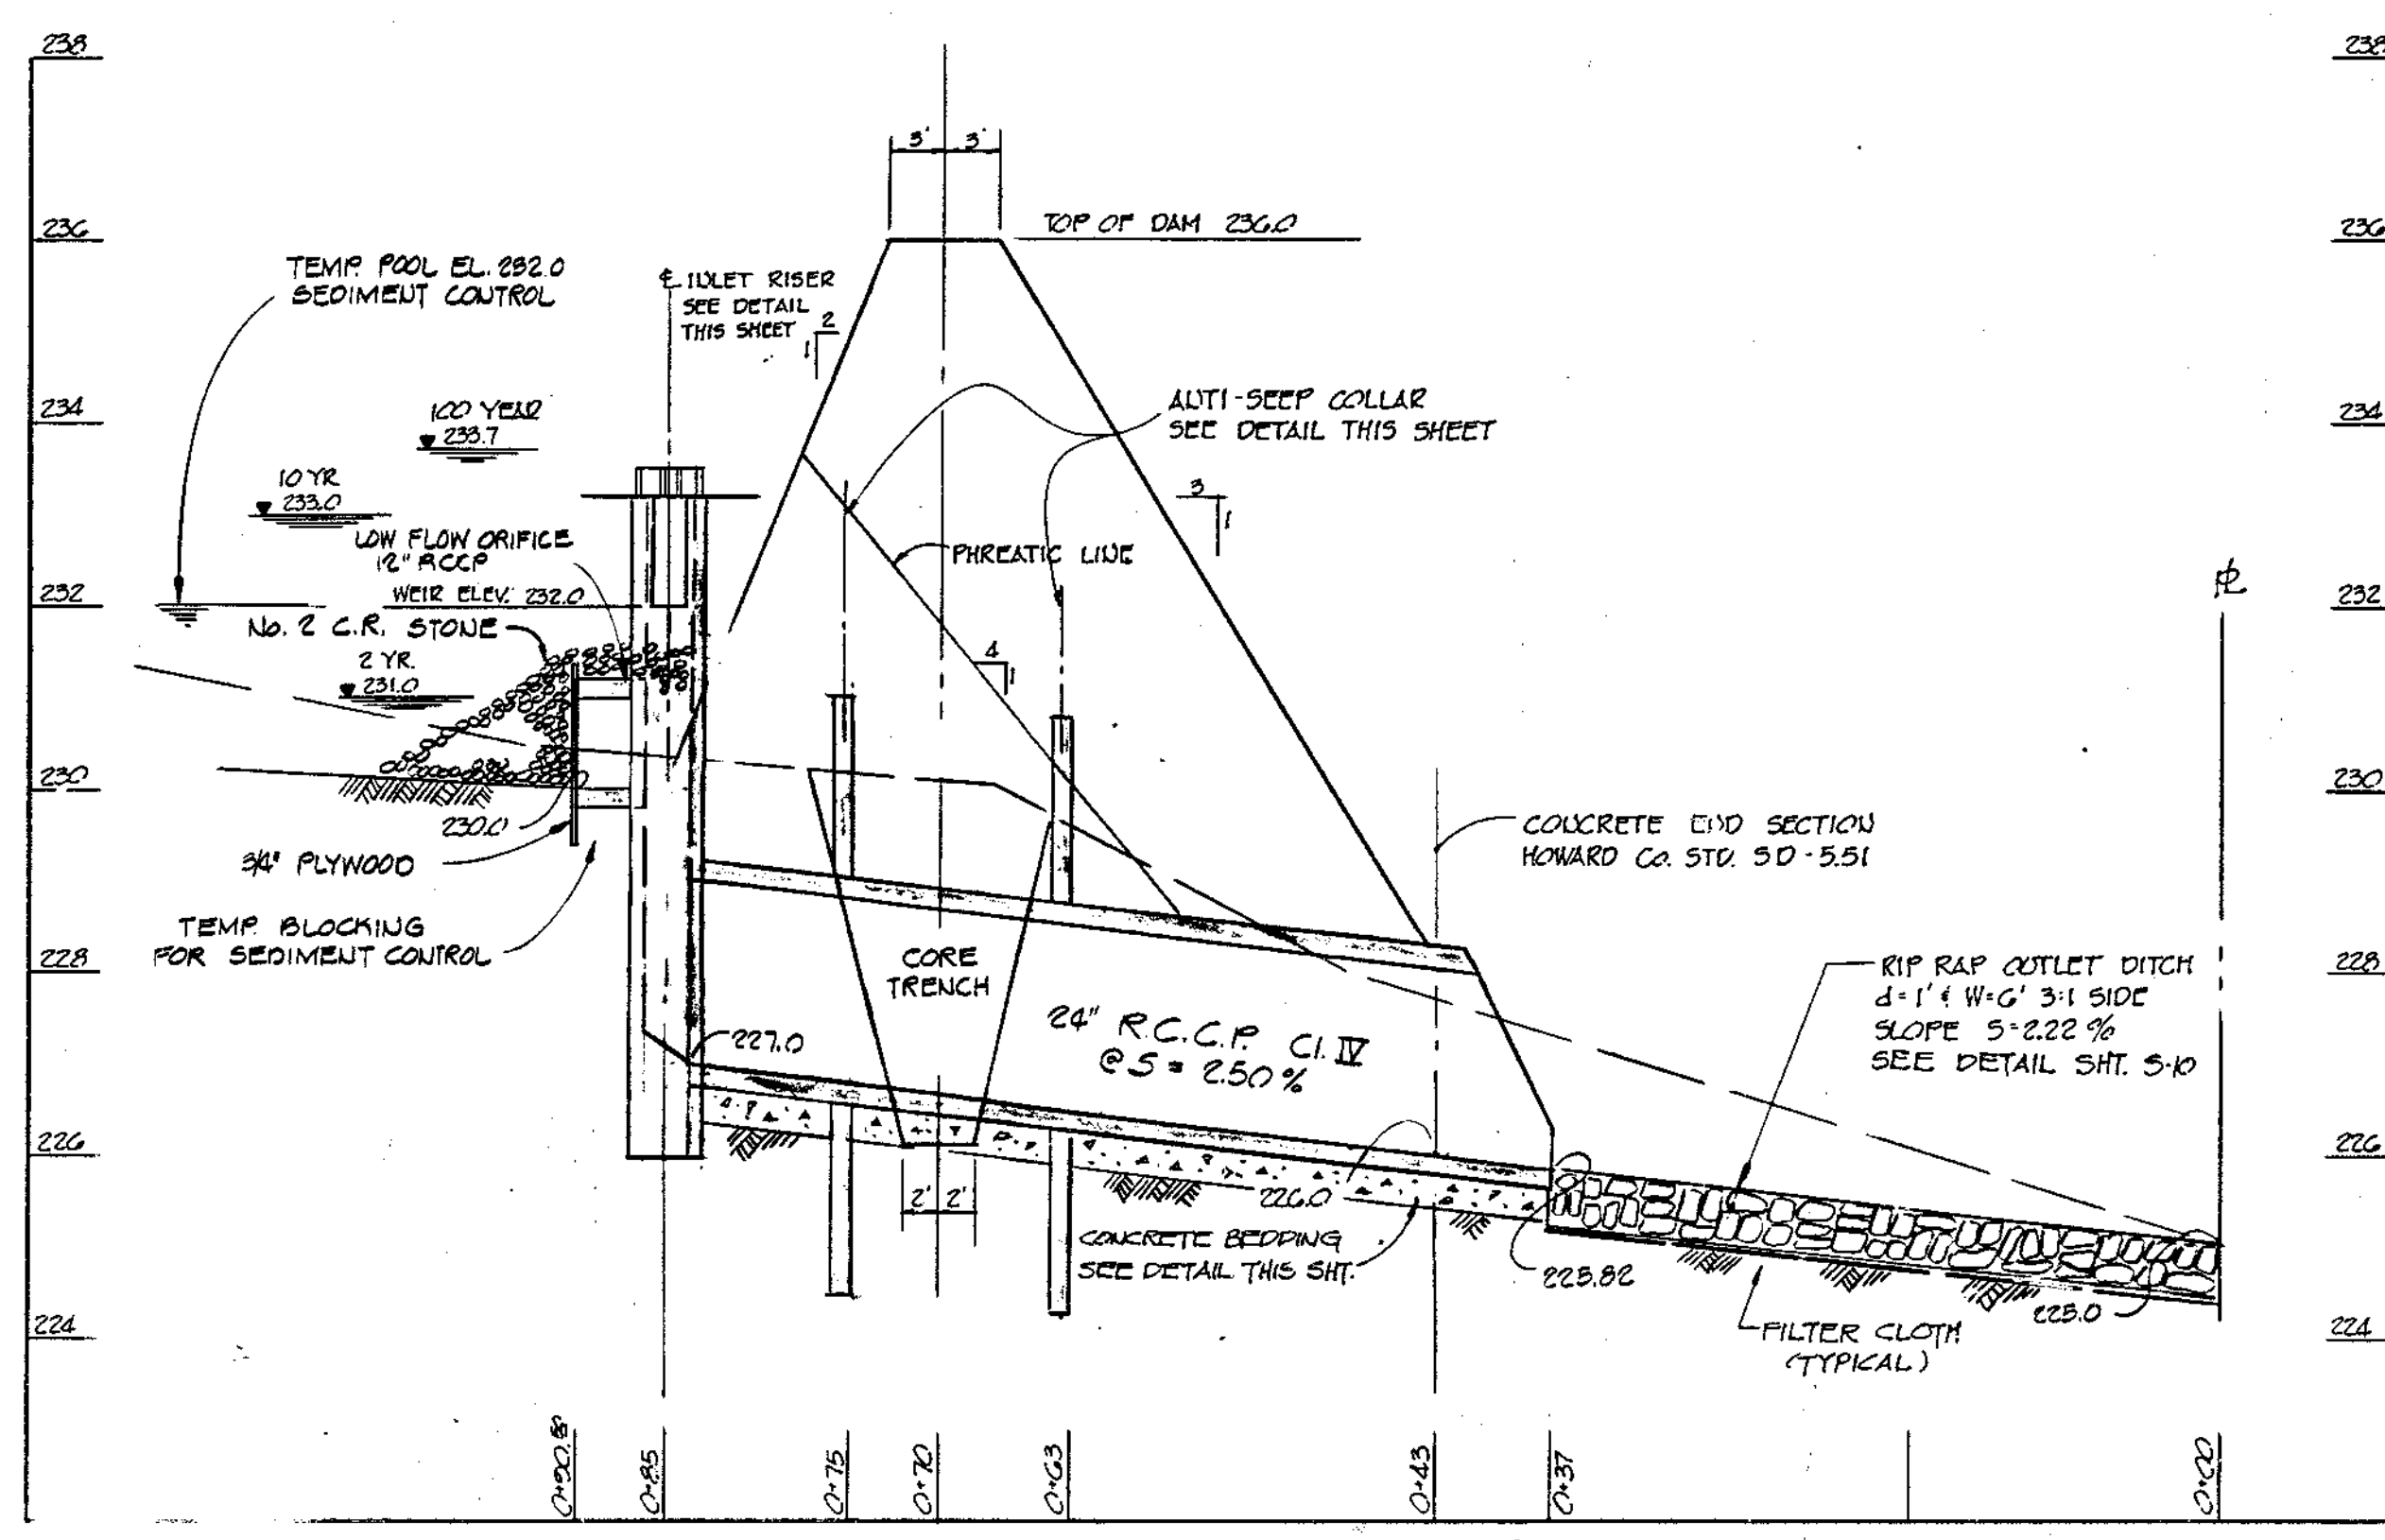 238
238
3' 3'
236
TOP OF DAM 236.0
236
TEMP. POOL EL. 232.0
SEDIMENT CONTROL
℄ INLET RISER
SEE DETAIL
THIS SHEET
2
1
234
100 YEAR
233.7
ANTI-SEEP COLLAR
SEE DETAIL THIS SHEET
234
10 YR
233.0
3
1
LOW FLOW ORIFICE
12" RCCP
PHREATIC LINE
232
WEIR ELEV. 232.0
232
No. 2 C.R. STONE
2 YR.
231.0
4
1
230
230
230.0
3/4" PLYWOOD
CONCRETE END SECTION
HOWARD CO. STD. SD-5.51
TEMP. BLOCKING
FOR SEDIMENT CONTROL
228
CORE
TRENCH
228
RIP RAP OUTLET DITCH
d=1' & W=6' 3:1 SIDE
SLOPE S=2.22 %
SEE DETAIL SHT. S-10
227.0
24" R.C.C.P. Cl. IV
@ S = 2.50 %
226
226
2' 2'
226.0
CONCRETE BEDDING
SEE DETAIL THIS SHT.
225.82
225.0
224
FILTER CLOTH
(TYPICAL)
224
0+85
0+75
0+70
0+63
0+43
0+37
0+00